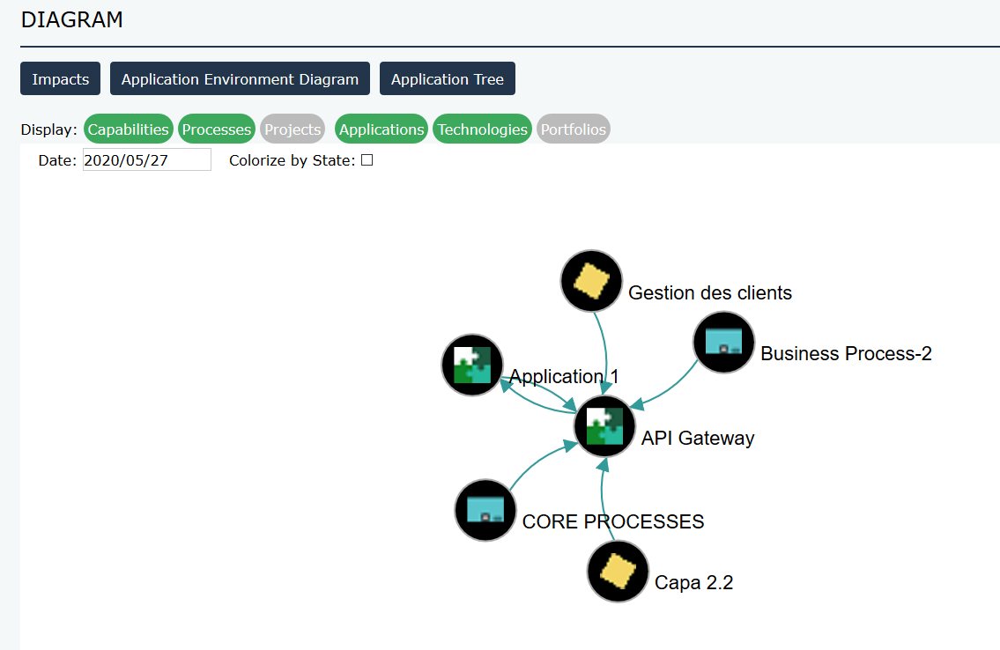 DIAGRAM
Impacts Application Environment Diagram Application Tree
Display: Capabilities Processes Projects Applications Technologies Portfolios
Date: 2020/05/27 Colorize by State:
Gestion des clients
Business Process-2
Application 1
API Gateway
CORE PROCESSES
Capa 2.2